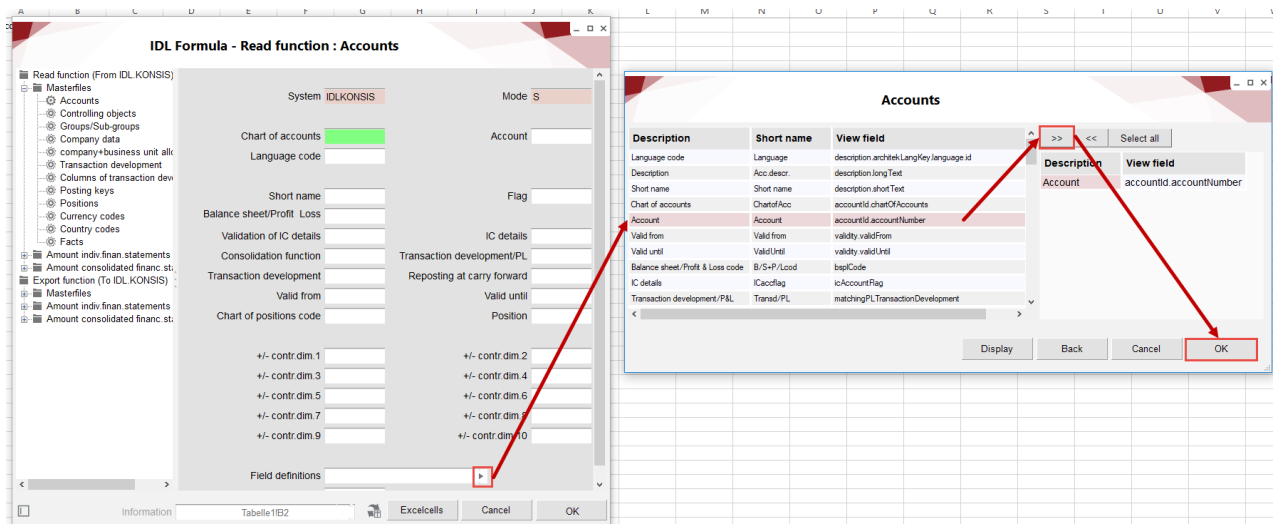 A B C D E F G H I J K L M N O P Q R S T U V
IDL Formula - Read function : Accounts
Read function (From IDL.KONSIS)
Masterfiles
Accounts
Controlling objects
Groups/Sub-groups
Company data
company+business unit allo
Transaction development
Columns of transaction deve
Posting keys
Positions
Currency codes
Country codes
Facts
Amount indiv.finan.statements
Amount consolidated financ.sta
Export function (To IDL.KONSIS)
Masterfiles
Amount indiv.finan.statements
Amount consolidated financ.sta
System IDLKONSIS Mode S
Chart of accounts Account
Language code
Short name Flag
Balance sheet/Profit Loss
Validation of IC details IC details
Consolidation function Transaction development/PL
Transaction development Reposting at carry forward
Valid from Valid until
Chart of positions code Position
+/- contr.dim.1 +/- contr.dim.2
+/- contr.dim.3 +/- contr.dim.4
+/- contr.dim.5 +/- contr.dim.6
+/- contr.dim.7 +/- contr.dim.8
+/- contr.dim.9 +/- contr.dim.10
Field definitions
Information Tabelle1!B2 Excelcells Cancel OK
Accounts
Description Short name View field
Language code Language description.architekLangKey.language.id
Description Acc.descr. description.longText
Short name Short name description.shortText
Chart of accounts ChartofAcc accountId.chartOfAccounts
Account Account accountId.accountNumber
Valid from Valid from validity.validFrom
Valid until ValidUntil validity.validUntil
Balance sheet/Profit & Loss code B/S+P/Lcod bsplCode
IC details ICaccflag icAccountFlag
Transaction development/P&L Transd/PL matchingPLTransactionDevelopment
>> << Select all
Description View field
Account accountId.accountNumber
Display Back Cancel OK